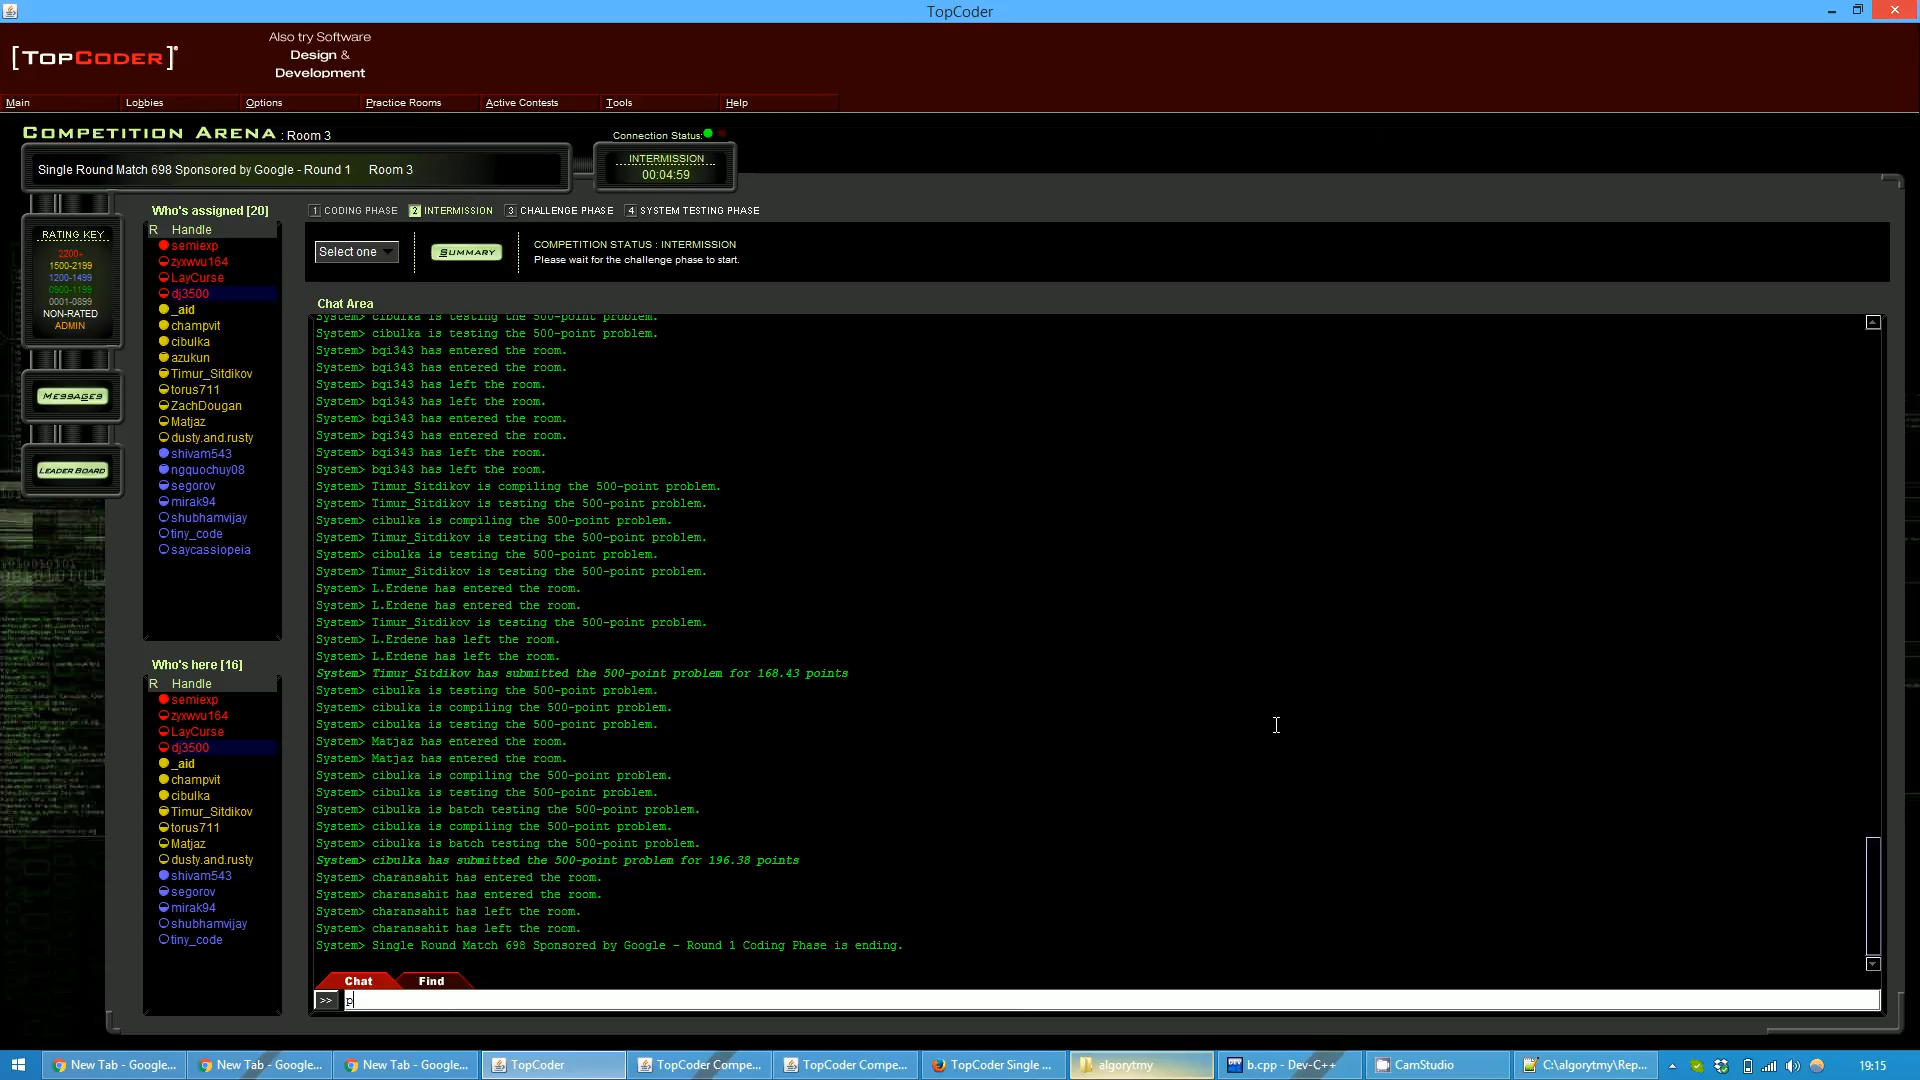 TopCoder
[TOPCODER]
Also try Software
Design &
Development
Main Lobbies Options Practice Rooms Active Contests Tools Help
COMPETITION ARENA : Room 3
Connection Status:
Single Round Match 698 Sponsored by Google - Round 1 Room 3
INTERMISSION
00:04:59
RATING KEY
2200+
1500-2199
1200-1499
0900-1199
0001-0899
NON-RATED
ADMIN
MESSAGES
LEADER BOARD
Who's assigned [20]
R Handle
semiexp
zyxwvu164
LayCurse
dj3500
_aid
champvit
cibulka
azukun
Timur_Sitdikov
torus711
ZachDougan
Matjaz
dusty.and.rusty
shivam543
ngquochuy08
segorov
mirak94
shubhamvijay
tiny_code
saycassiopeia
Who's here [16]
R Handle
semiexp
zyxwvu164
LayCurse
dj3500
_aid
champvit
cibulka
Timur_Sitdikov
torus711
Matjaz
dusty.and.rusty
shivam543
segorov
mirak94
shubhamvijay
tiny_code
1 CODING PHASE 2 INTERMISSION 3 CHALLENGE PHASE 4 SYSTEM TESTING PHASE
Select one
SUMMARY
COMPETITION STATUS : INTERMISSION
Please wait for the challenge phase to start.
Chat Area
System> cibulka is testing the 500-point problem.
System> cibulka is testing the 500-point problem.
System> bqi343 has entered the room.
System> bqi343 has entered the room.
System> bqi343 has left the room.
System> bqi343 has left the room.
System> bqi343 has entered the room.
System> bqi343 has entered the room.
System> bqi343 has left the room.
System> bqi343 has left the room.
System> Timur_Sitdikov is compiling the 500-point problem.
System> Timur_Sitdikov is testing the 500-point problem.
System> cibulka is compiling the 500-point problem.
System> Timur_Sitdikov is testing the 500-point problem.
System> cibulka is testing the 500-point problem.
System> Timur_Sitdikov is testing the 500-point problem.
System> L.Erdene has entered the room.
System> L.Erdene has entered the room.
System> Timur_Sitdikov is testing the 500-point problem.
System> L.Erdene has left the room.
System> L.Erdene has left the room.
System> Timur_Sitdikov has submitted the 500-point problem for 168.43 points
System> cibulka is testing the 500-point problem.
System> cibulka is compiling the 500-point problem.
System> cibulka is testing the 500-point problem.
System> Matjaz has entered the room.
System> Matjaz has entered the room.
System> cibulka is compiling the 500-point problem.
System> cibulka is testing the 500-point problem.
System> cibulka is batch testing the 500-point problem.
System> cibulka is compiling the 500-point problem.
System> cibulka is batch testing the 500-point problem.
System> cibulka has submitted the 500-point problem for 196.38 points
System> charansahit has entered the room.
System> charansahit has entered the room.
System> charansahit has left the room.
System> charansahit has left the room.
System> Single Round Match 698 Sponsored by Google - Round 1 Coding Phase is ending.
Chat Find
>> p
New Tab - Google... New Tab - Google... New Tab - Google... TopCoder TopCoder Compe... TopCoder Compe... TopCoder Single ... algorytmy b.cpp - Dev-C++ CamStudio C:\algorytmy\Rep... 19:15